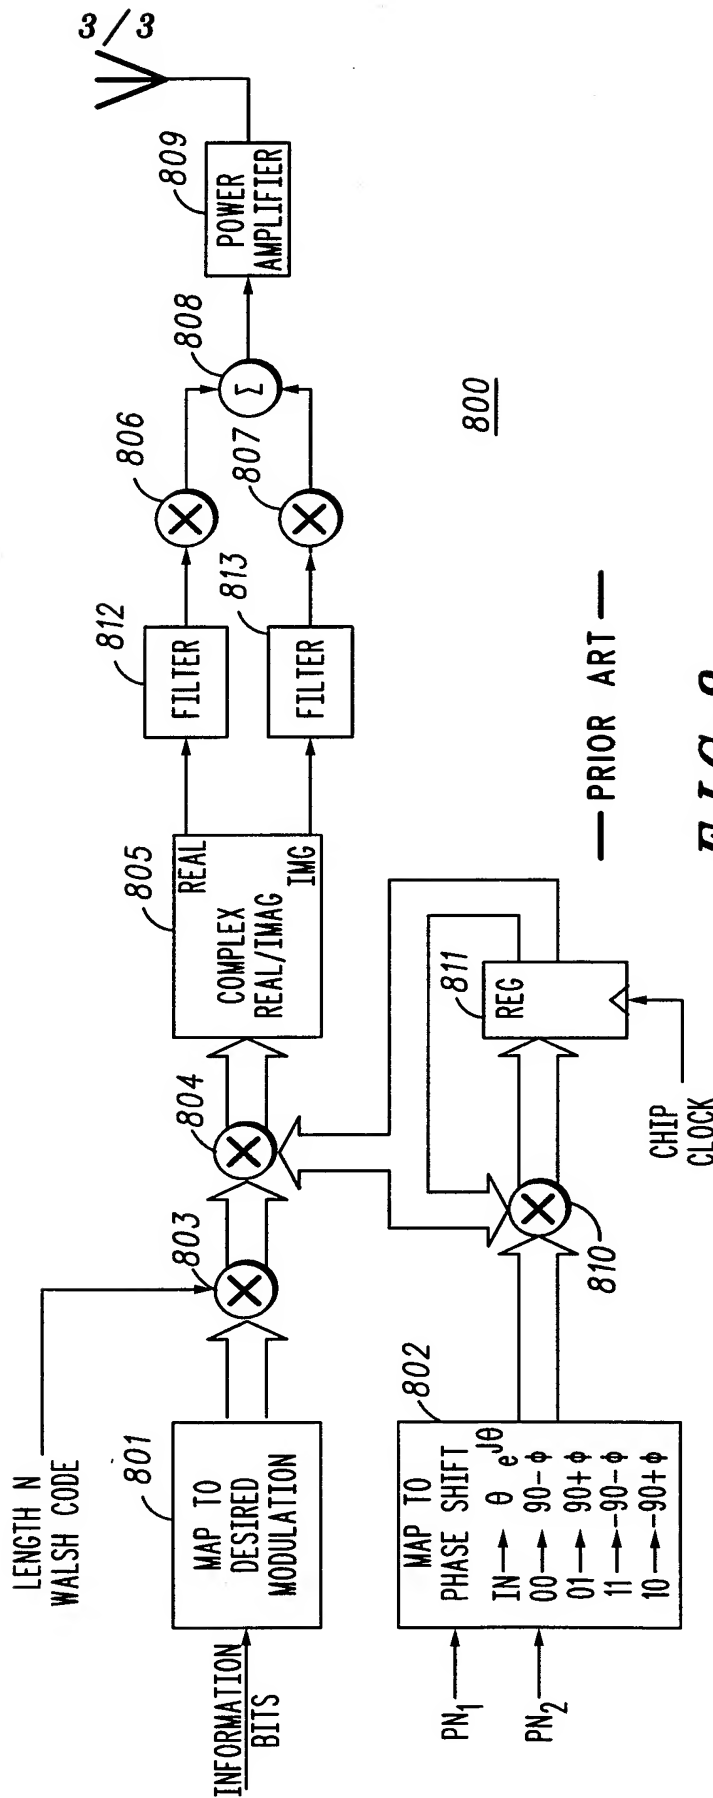 3/3
LENGTH N
WALSH CODE
INFORMATION
BITS
801
MAP TO
DESIRED
MODULATION
803
804
805
COMPLEX
REAL/IMAG
REAL
IMG
812
FILTER
813
FILTER
806
807
808
Σ
809
POWER
AMPLIFIER
PN1
PN2
802
MAP TO
PHASE SHIFT
IN → θ e^Jθ
00 → 90-ϕ
01 → 90+ϕ
11 → -90-ϕ
10 → -90+ϕ
810
811
REG
CHIP
CLOCK
800
—PRIOR ART—